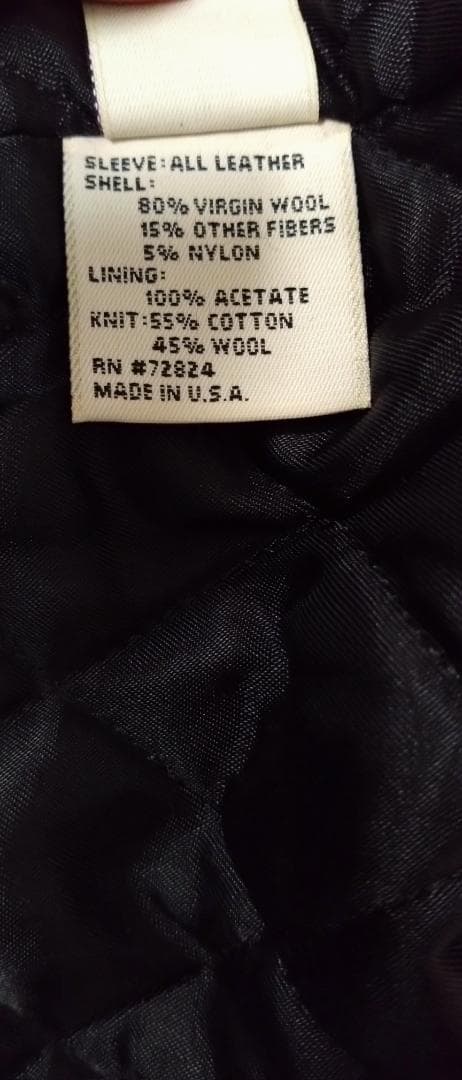 SLEEVE: ALL LEATHER
SHELL:
80% VIRGIN WOOL
15% OTHER FIBERS
5% NYLON
LINING:
100% ACETATE
KNIT: 55% COTTON
45% WOOL
RN #72824
MADE IN U.S.A.